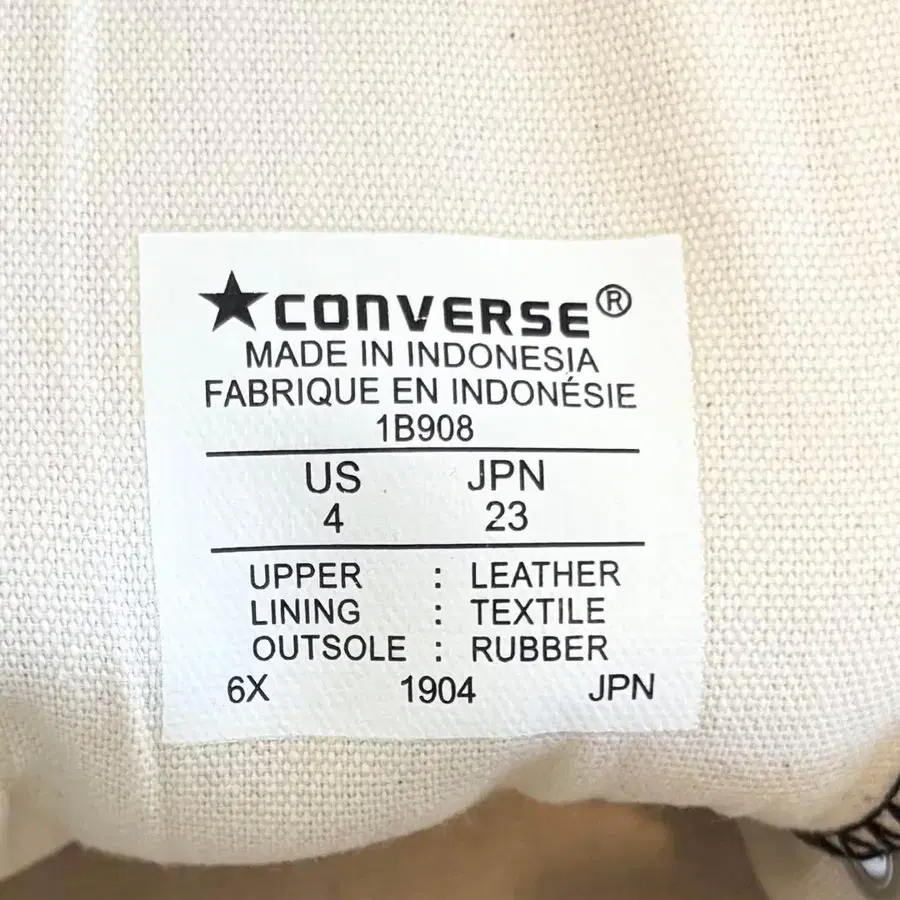 ★CONVERSE®
MADE IN INDONESIA
FABRIQUE EN INDONÉSIE
1B908
US JPN
4 23
UPPER : LEATHER
LINING : TEXTILE
OUTSOLE : RUBBER
6X 1904 JPN